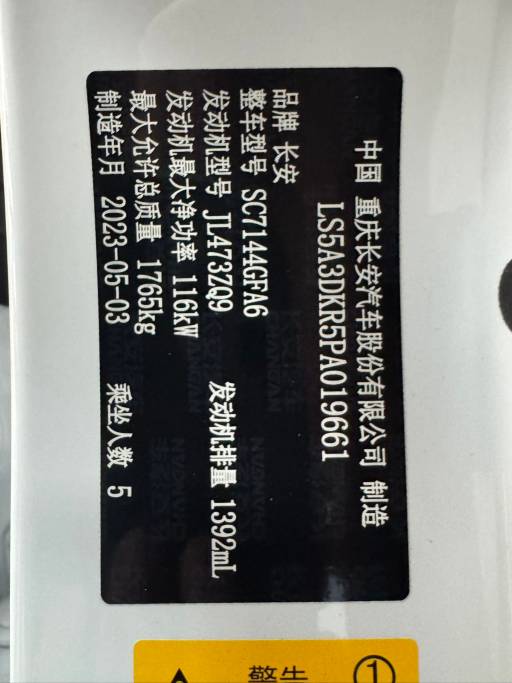 中国 重庆长安汽车股份有限公司 制造
LS5A3DKR5PA019661
品牌 长安
整车型号 SC7144GFA6
发动机型号 JL473ZQ9 发动机排量 1392mL
发动机最大净功率 116kW
最大允许总质量 1765kg
制造年月 2023-05-03 乘坐人数 5
警告 ①